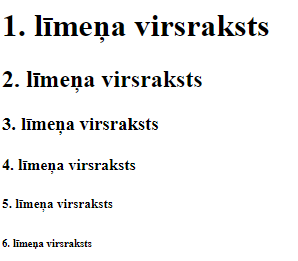 1. līmeņa virsraksts
2. līmeņa virsraksts
3. līmeņa virsraksts
4. līmeņa virsraksts
5. līmeņa virsraksts
6. līmeņa virsraksts